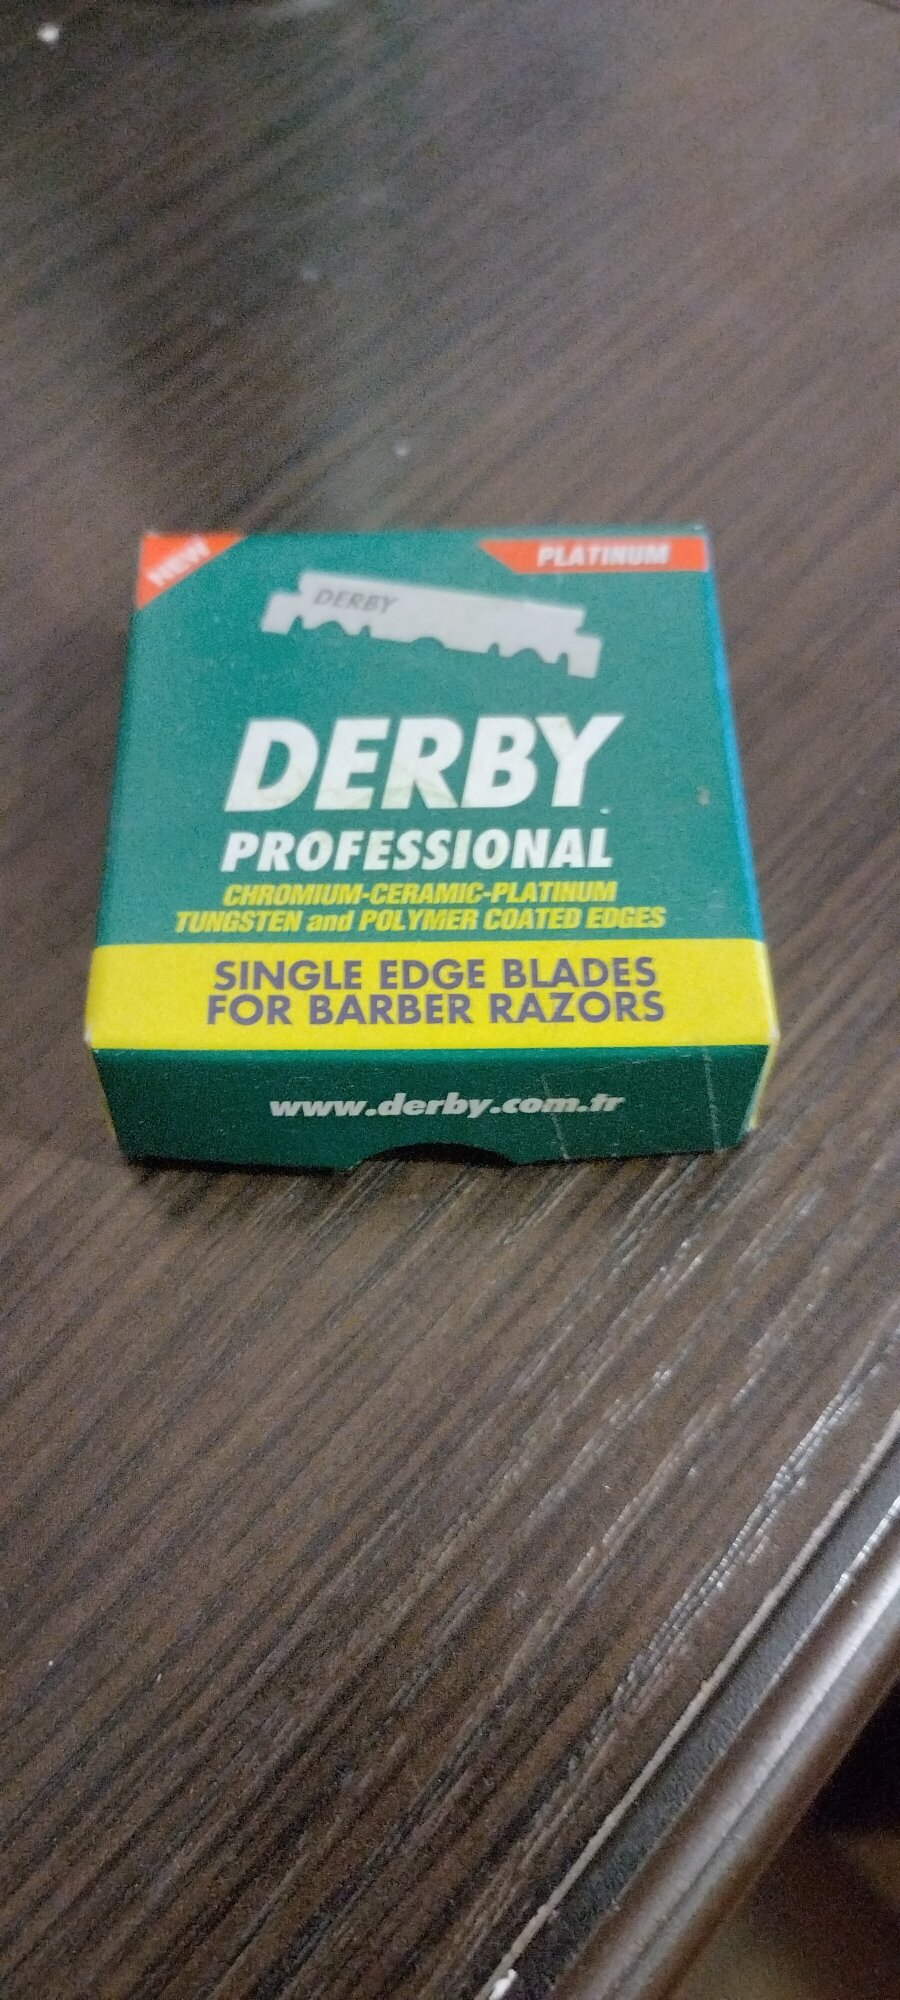 NEW
PLATINUM
DERBY
DERBY
PROFESSIONAL
CHROMIUM-CERAMIC-PLATINUM
TUNGSTEN and POLYMER COATED EDGES
SINGLE EDGE BLADES
FOR BARBER RAZORS
www.derby.com.tr